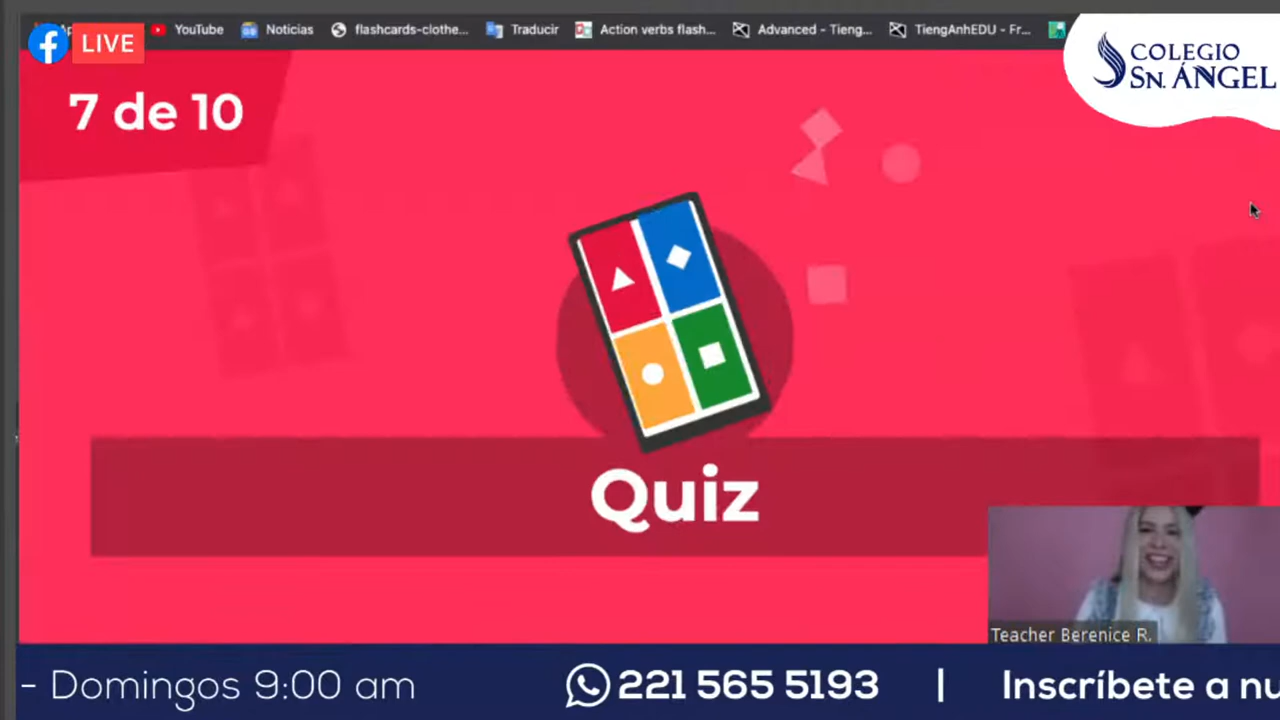 YouTube
Noticias
flashcards-clothe...
Traducir
Action verbs flash...
Advanced - Tieng...
TiengAnhEDU - Fr...
LIVE
COLEGIO
SN. ÁNGEL
7 de 10
Quiz
Teacher Berenice R.
- Domingos 9:00 am
221 565 5193
|
Inscríbete a nu